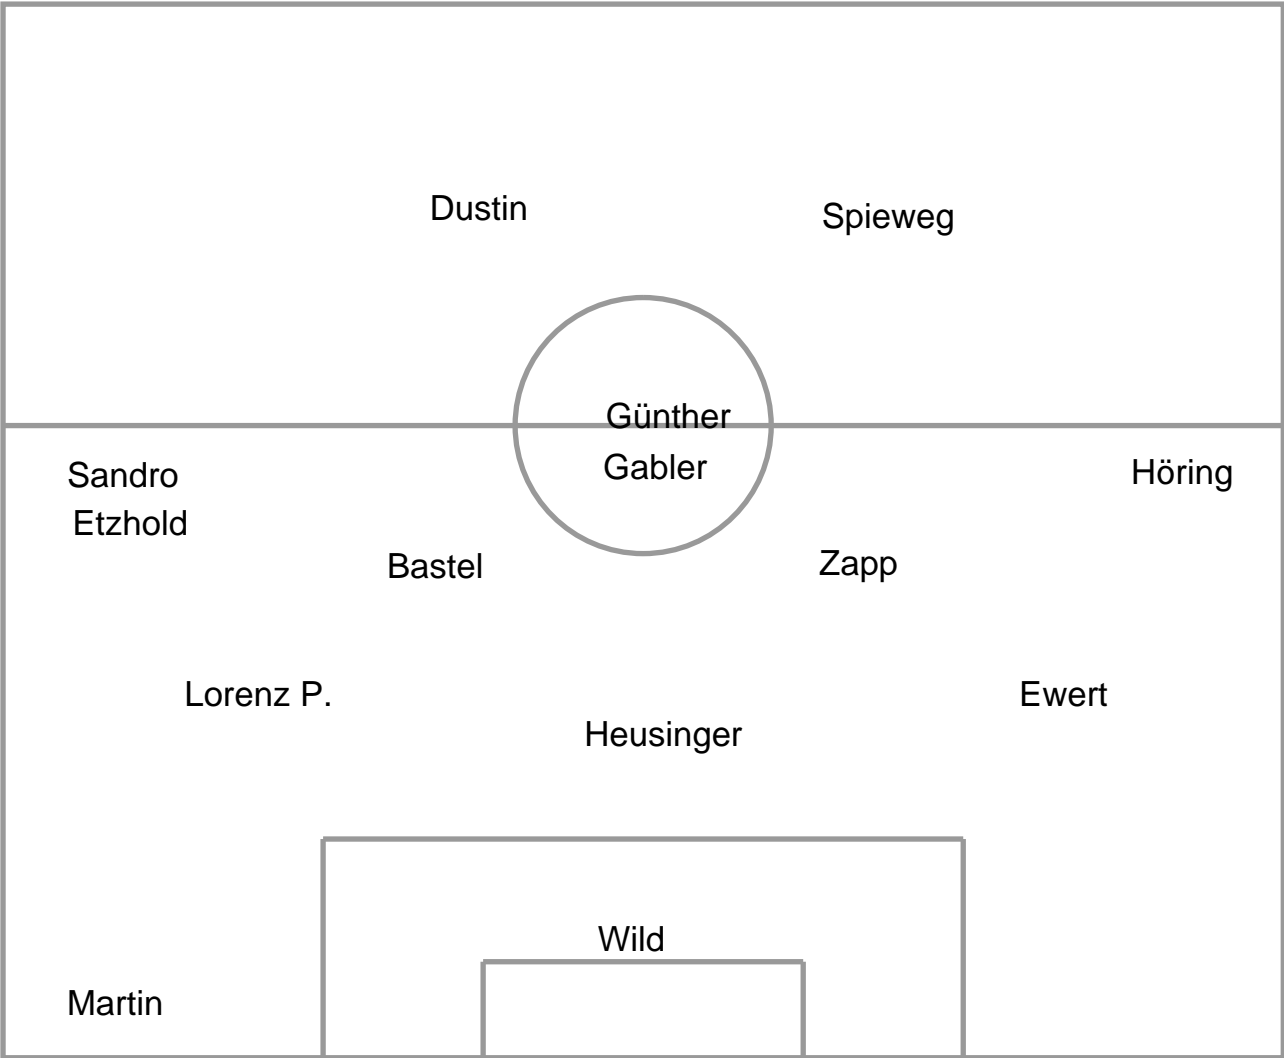 Dustin
Spieweg
Günther
Gabler
Sandro
Höring
Etzhold
Bastel
Zapp
Lorenz P.
Ewert
Heusinger
Wild
Martin